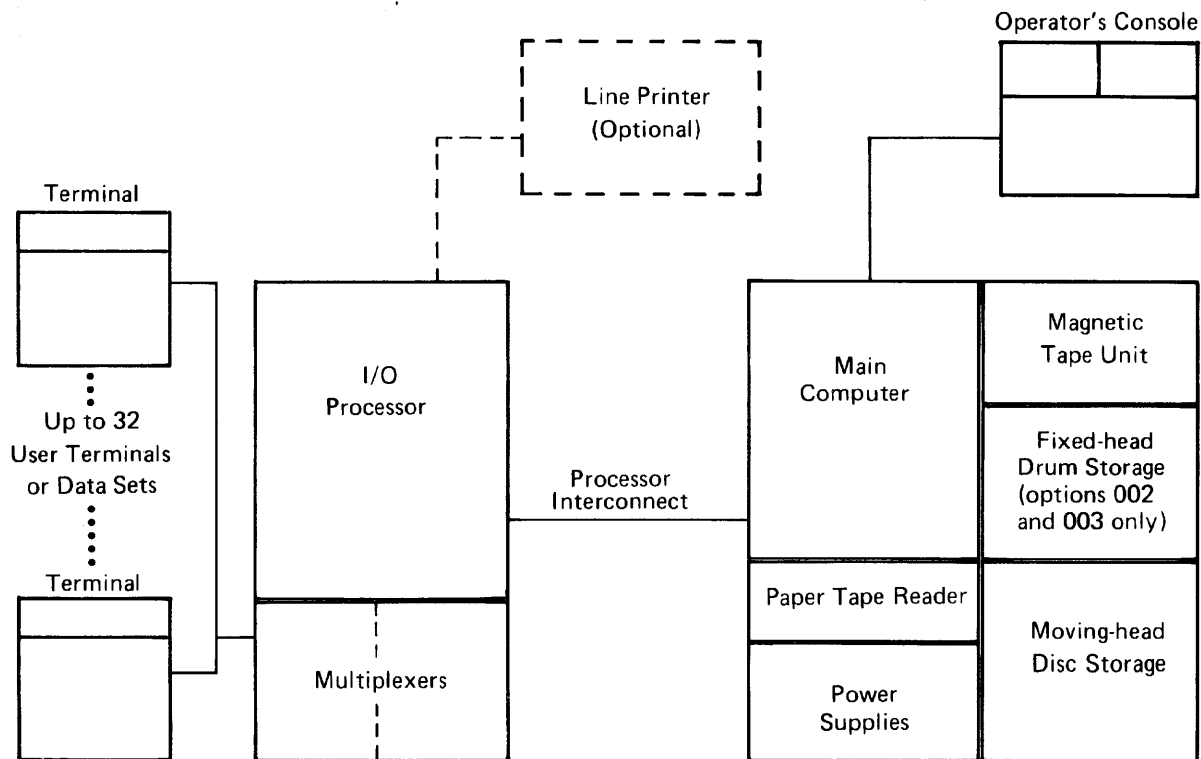 Operator's Console
Line Printer
(Optional)
Terminal
I/O
Processor
Main
Computer
Magnetic
Tape Unit
Up to 32
User Terminals
or Data Sets
Fixed-head
Drum Storage
(options 002
and 003 only)
Processor
Interconnect
Terminal
Paper Tape Reader
Multiplexers
Moving-head
Disc Storage
Power
Supplies